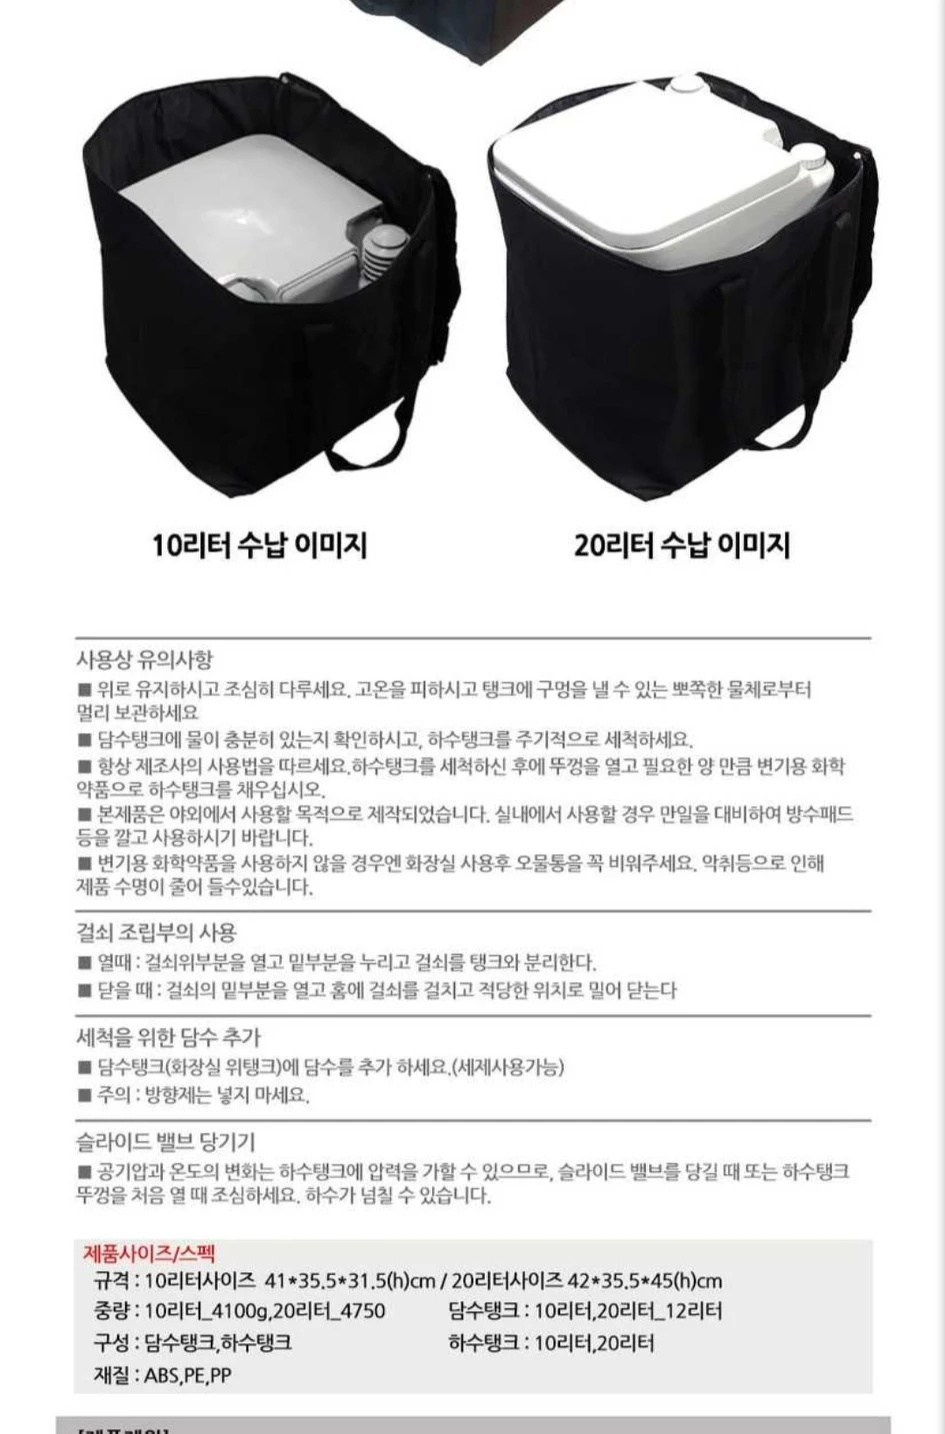 10리터 수납 이미지
20리터 수납 이미지
사용상 유의사항
■ 위로 유지하시고 조심히 다루세요. 고온을 피하시고 탱크에 구멍을 낼 수 있는 뽀쪽한 물체로부터
멀리 보관하세요
■ 담수탱크에 물이 충분히 있는지 확인하시고, 하수탱크를 주기적으로 세척하세요.
■ 항상 제조사의 사용법을 따르세요.하수탱크를 세척하신 후에 뚜껑을 열고 필요한 양 만큼 변기용 화학
약품으로 하수탱크를 채우십시오.
■ 본제품은 야외에서 사용할 목적으로 제작되었습니다. 실내에서 사용할 경우 만일을 대비하여 방수패드
등을 깔고 사용하시기 바랍니다.
■ 변기용 화학약품을 사용하지 않을 경우엔 화장실 사용후 오물통을 꼭 비워주세요. 악취등으로 인해
제품 수명이 줄어 들수있습니다.
걸쇠 조립부의 사용
■ 열때 : 걸쇠위부분을 열고 밑부분을 누리고 걸쇠를 탱크와 분리한다.
■ 닫을 때 : 걸쇠의 밑부분을 열고 홈에 걸쇠를 걸치고 적당한 위치로 밀어 닫는다
세척을 위한 담수 추가
■ 담수탱크(화장실 위탱크)에 담수를 추가 하세요.(세제사용가능)
■ 주의 : 방향제는 넣지 마세요.
슬라이드 밸브 당기기
■ 공기압과 온도의 변화는 하수탱크에 압력을 가할 수 있으므로, 슬라이드 밸브를 당길 때 또는 하수탱크
뚜껑을 처음 열 때 조심하세요. 하수가 넘칠 수 있습니다.
제품사이즈/스펙
규격 : 10리터사이즈 41*35.5*31.5(h)cm / 20리터사이즈 42*35.5*45(h)cm
중량 : 10리터_4100g,20리터_4750 담수탱크 : 10리터,20리터_12리터
구성 : 담수탱크,하수탱크 하수탱크 : 10리터,20리터
재질 : ABS,PE,PP